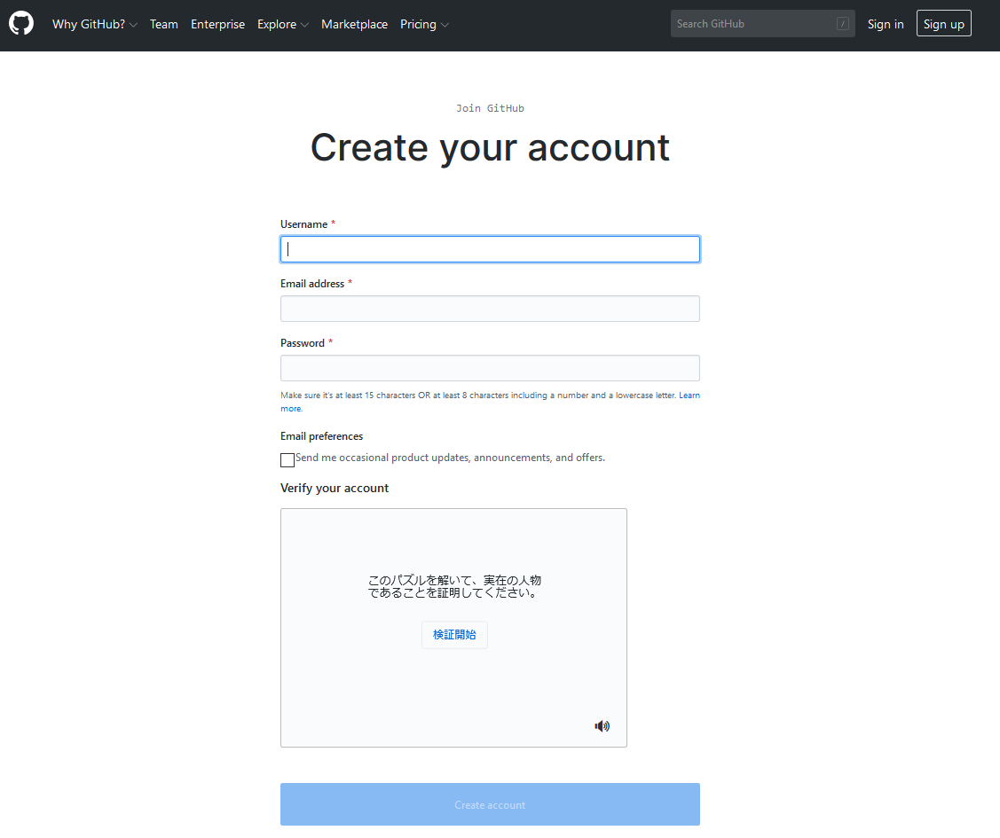 Why GitHub? Team Enterprise Explore Marketplace Pricing Search GitHub / Sign in Sign up
Join GitHub
Create your account
Username *
Email address *
Password *
Make sure it's at least 15 characters OR at least 8 characters including a number and a lowercase letter. Learn
more.
Email preferences
Send me occasional product updates, announcements, and offers.
Verify your account
このパズルを解いて、実在の人物
であることを証明してください。
検証開始
Create account